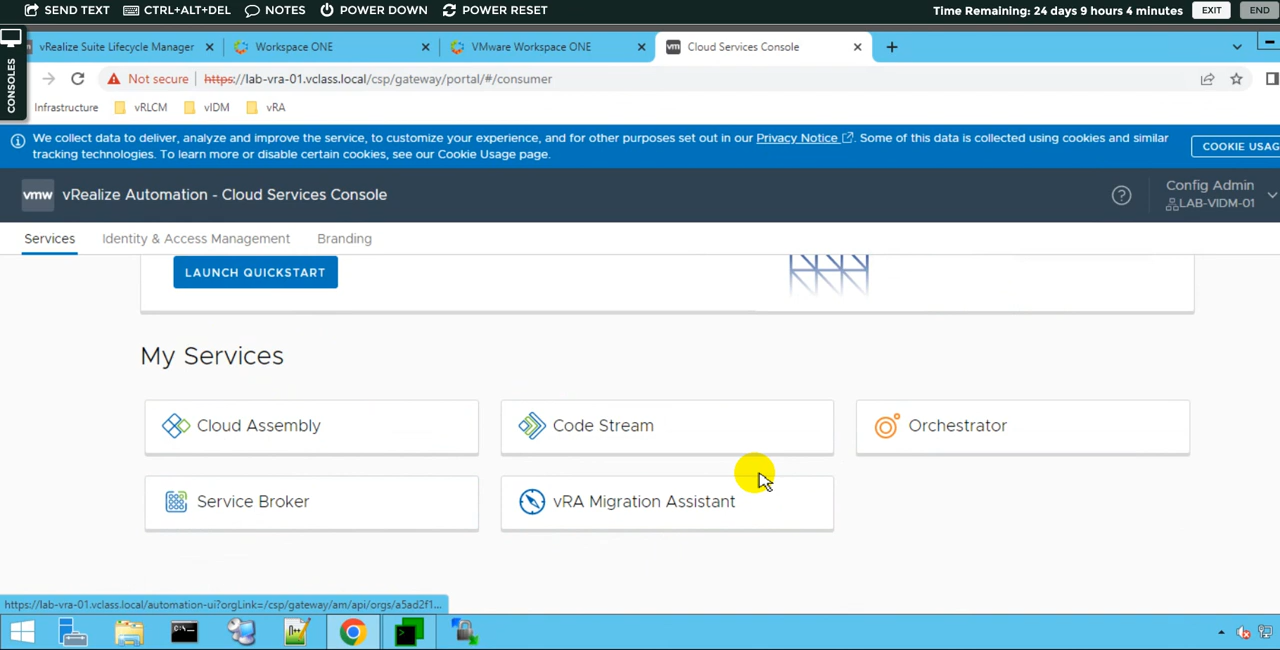 SEND TEXT CTRL+ALT+DEL NOTES POWER DOWN POWER RESET Time Remaining: 24 days 9 hours 4 minutes EXIT END
CONSOLES
vRealize Suite Lifecycle Manager Workspace ONE VMware Workspace ONE vm Cloud Services Console
Not secure https://lab-vra-01.vclass.local/csp/gateway/portal/#/consumer
Infrastructure vRLCM vIDM vRA
We collect data to deliver, analyze and improve the service, to customize your experience, and for other purposes set out in our Privacy Notice. Some of this data is collected using cookies and similar
tracking technologies. To learn more or disable certain cookies, see our Cookie Usage page.
COOKIE USAG
vmw vRealize Automation - Cloud Services Console
Config Admin
LAB-VIDM-01
Services Identity & Access Management Branding
LAUNCH QUICKSTART
My Services
Cloud Assembly Code Stream Orchestrator
Service Broker vRA Migration Assistant
https://lab-vra-01.vclass.local/automation-ui?orgLink=/csp/gateway/am/api/orgs/a5ad2f1...